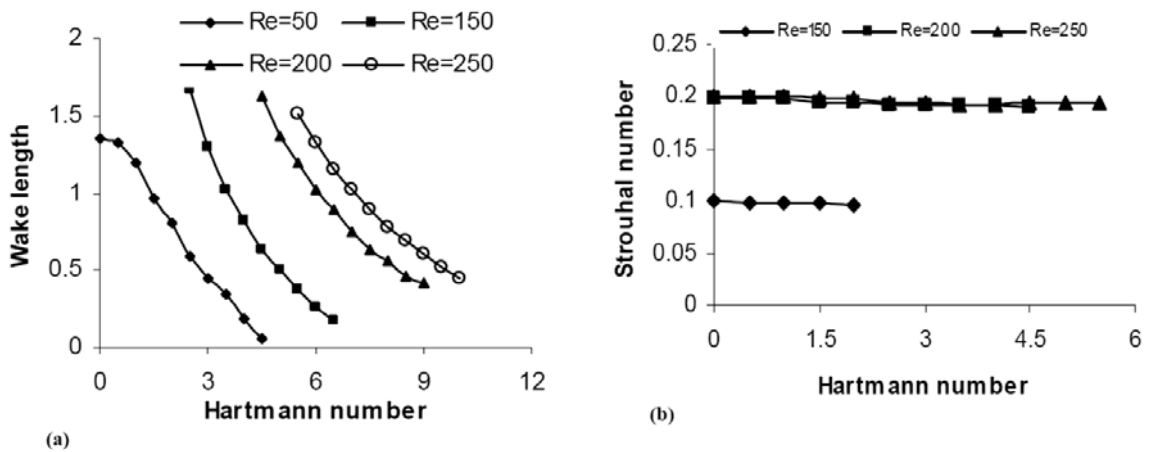 Re=50 Re=150
Re=200 Re=250
2
1.5
1
0.5
0
Wake length
0 3 6 9 12
Hartmann number
(a)
Re=150 Re=200 Re=250
0.25
0.2
0.15
0.1
0.05
0
Strouhal number
0 1.5 3 4.5 6
Hartmann number
(b)